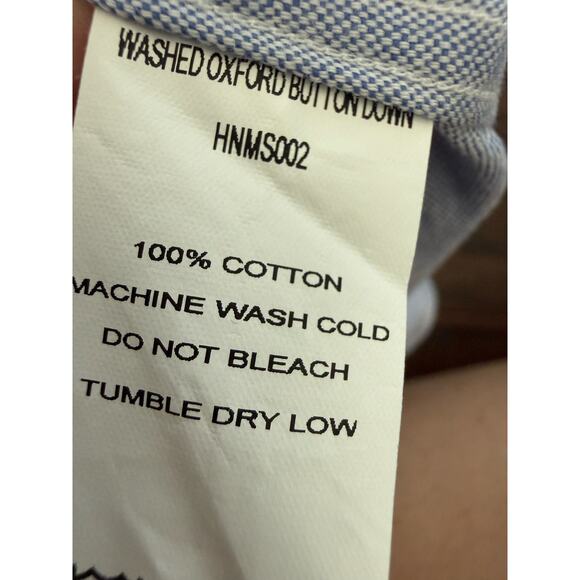 WASHED OXFORD BUTTON DOWN
HNMS002
100% COTTON
MACHINE WASH COLD
DO NOT BLEACH
TUMBLE DRY LOW